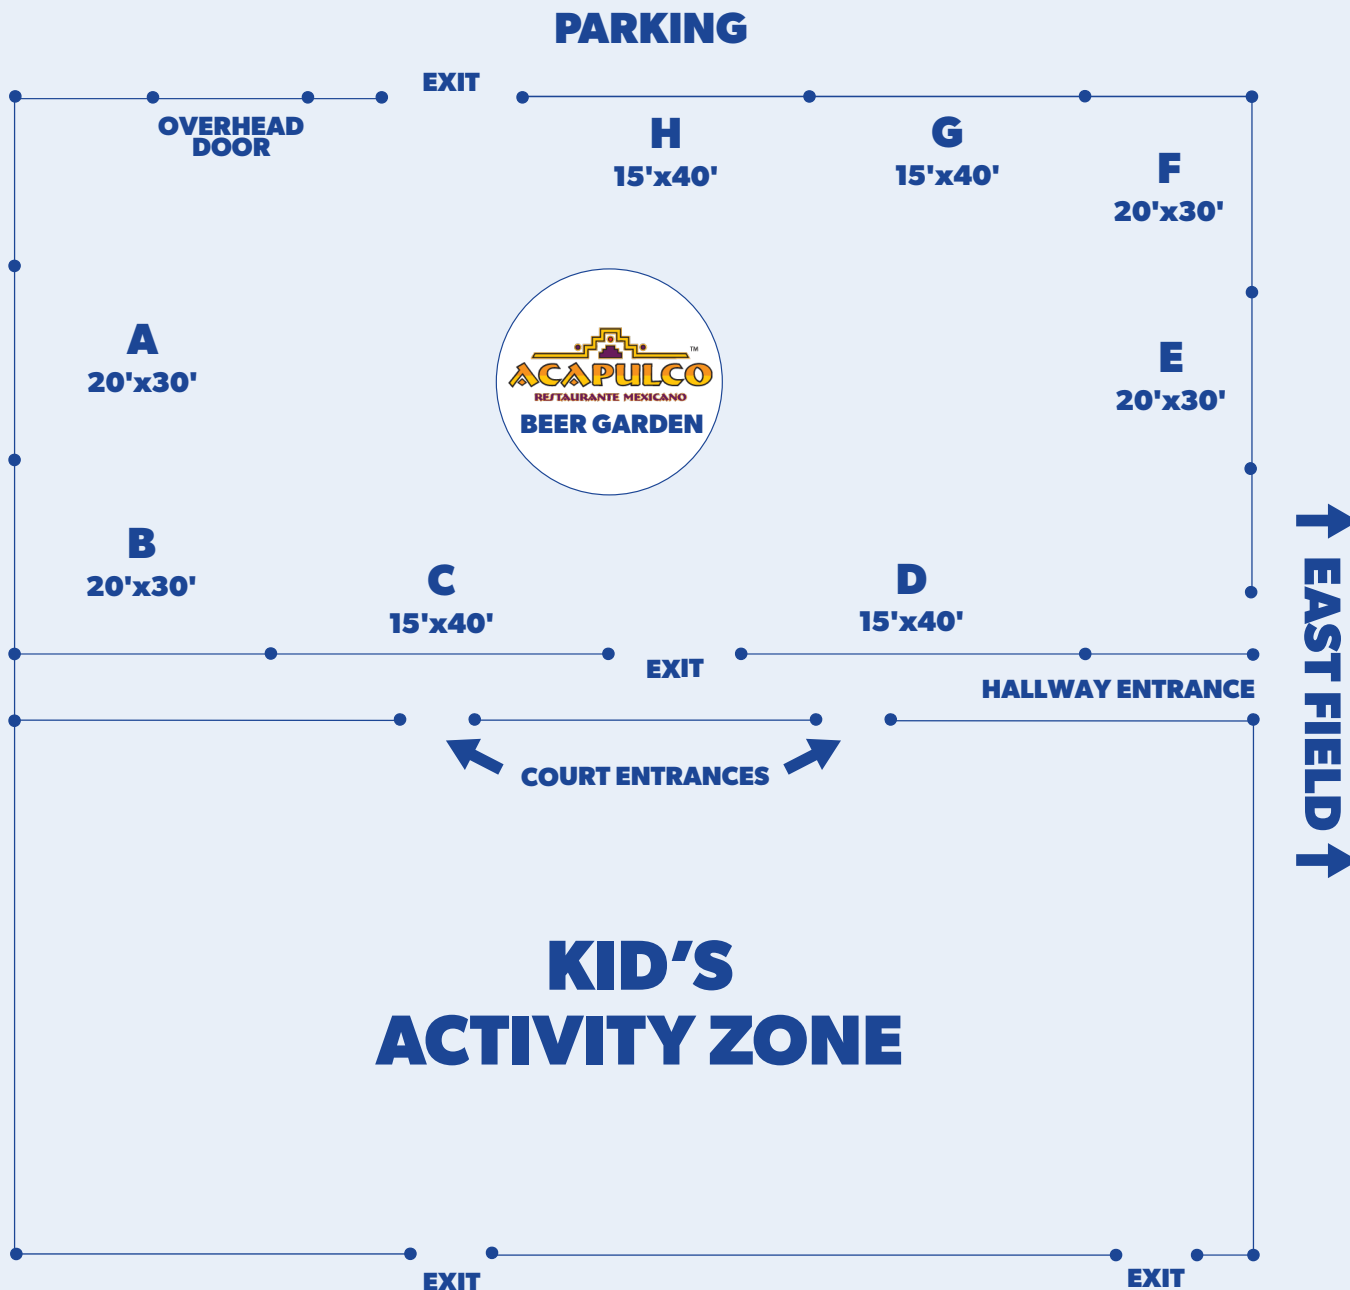 PARKING
EXIT
OVERHEAD
DOOR
H
15'x40'
G
15'x40'
F
20'x30'
A
20'x30'
ACAPULCO ™
RESTAURANTE MEXICANO
BEER GARDEN
E
20'x30'
B
20'x30'
C
15'x40'
D
15'x40'
EXIT
HALLWAY ENTRANCE
EAST FIELD
COURT ENTRANCES
KID’S
ACTIVITY ZONE
EXIT
EXIT